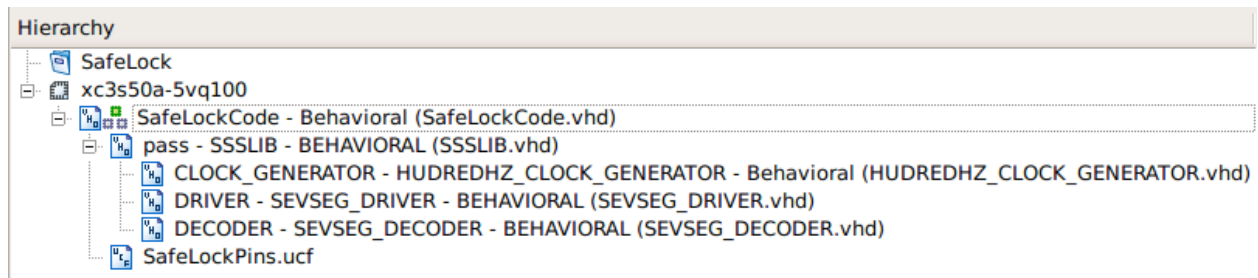 Hierarchy
SafeLock
xc3s50a-5vq100
SafeLockCode - Behavioral (SafeLockCode.vhd)
pass - SSSLIB - BEHAVIORAL (SSSLIB.vhd)
CLOCK_GENERATOR - HUDREDHZ_CLOCK_GENERATOR - Behavioral (HUDREDHZ_CLOCK_GENERATOR.vhd)
DRIVER - SEVSEG_DRIVER - BEHAVIORAL (SEVSEG_DRIVER.vhd)
DECODER - SEVSEG_DECODER - BEHAVIORAL (SEVSEG_DECODER.vhd)
SafeLockPins.ucf